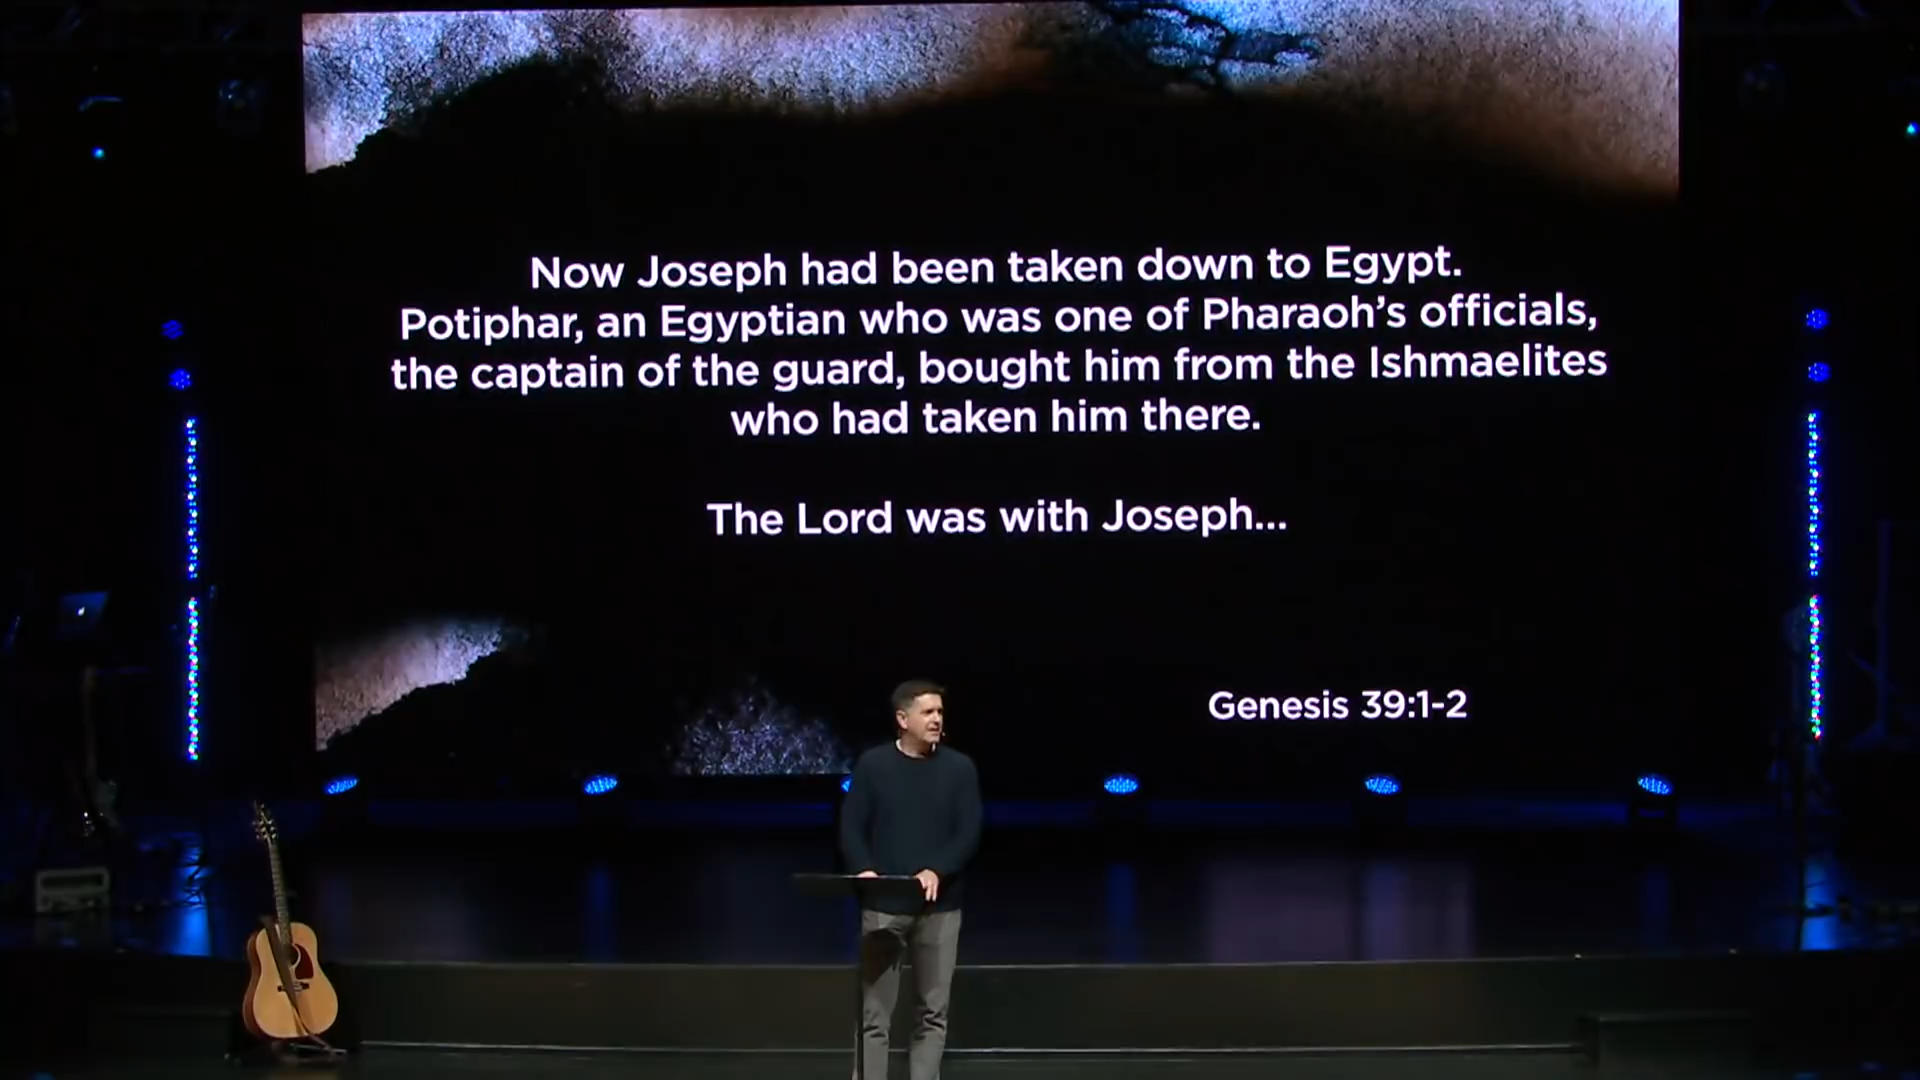 Now Joseph had been taken down to Egypt.
Potiphar, an Egyptian who was one of Pharaoh’s officials,
the captain of the guard, bought him from the Ishmaelites
who had taken him there.
The Lord was with Joseph...
Genesis 39:1-2